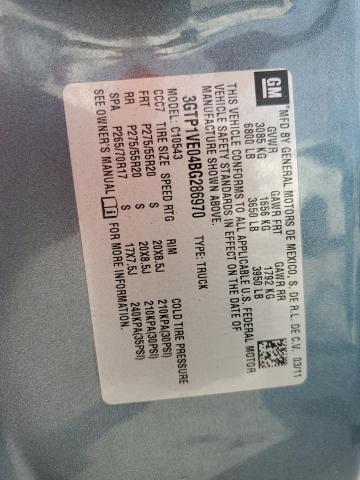 GM
MFD BY GENERAL MOTORS DE MEXICO, S. DE R.L. DE C.V. 03/11
GVWR GAWR FRT GAWR RR
3085 KG 1656 KG 1792 KG
6800 LB 3650 LB 3950 LB
THIS VEHICLE CONFORMS TO ALL APPLICABLE U.S. FEDERAL MOTOR
VEHICLE SAFETY STANDARDS IN EFFECT ON THE DATE OF
MANUFACTURE SHOWN ABOVE.
3GTP1VE04BG286970 TYPE: TRUCK
MODEL: C10543
CCC7 TIRE SIZE SPEED RTG RIM COLD TIRE PRESSURE
FRT P275/55R20 S 20X8.5J 210KPA(30PSI)
RR P275/55R20 S 20X8.5J 210KPA(30PSI)
SPA P265/70R17 S 17X7.5J 240KPA(35PSI)
SEE OWNER'S MANUAL i